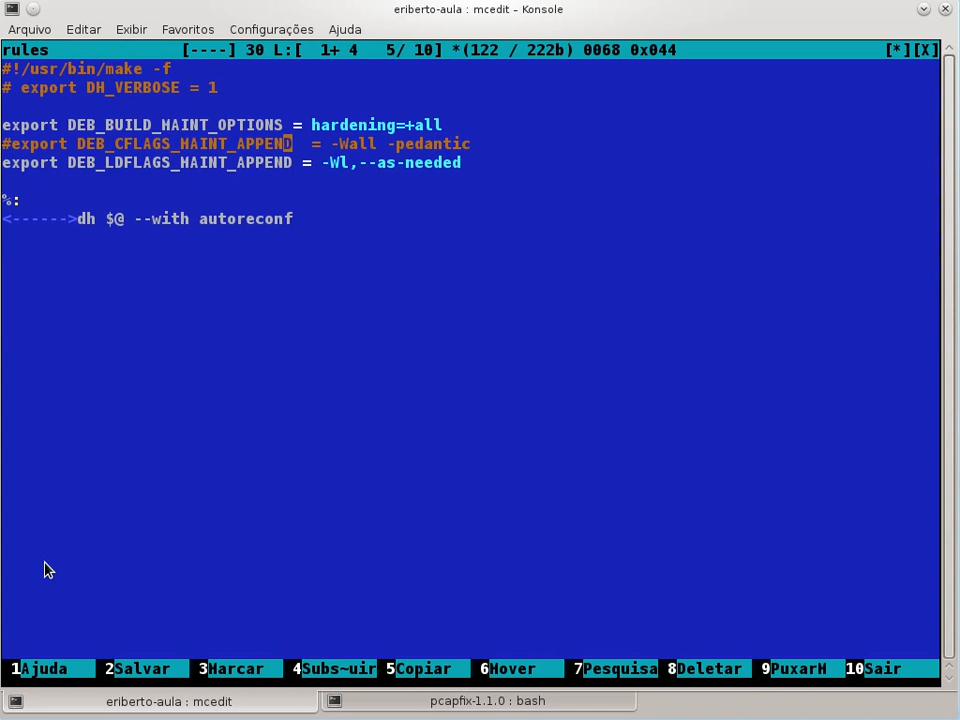 eriberto-aula : mcedit – Konsole
Arquivo Editar Exibir Favoritos Configurações Ajuda
rules [----] 30 L:[ 1+ 4 5/ 10] *(122 / 222b) 0068 0x044 [*][X]
#!/usr/bin/make -f
# export DH_VERBOSE = 1
export DEB_BUILD_MAINT_OPTIONS = hardening=+all
#export DEB_CFLAGS_MAINT_APPEND = -Wall -pedantic
export DEB_LDFLAGS_MAINT_APPEND = -Wl,--as-needed
%:
<------>dh $@ --with autoreconf
1Ajuda 2Salvar 3Marcar 4Subs~uir 5Copiar 6Mover 7Pesquisa 8Deletar 9PuxarM 10Sair
eriberto-aula : mcedit pcapfix-1.1.0 : bash